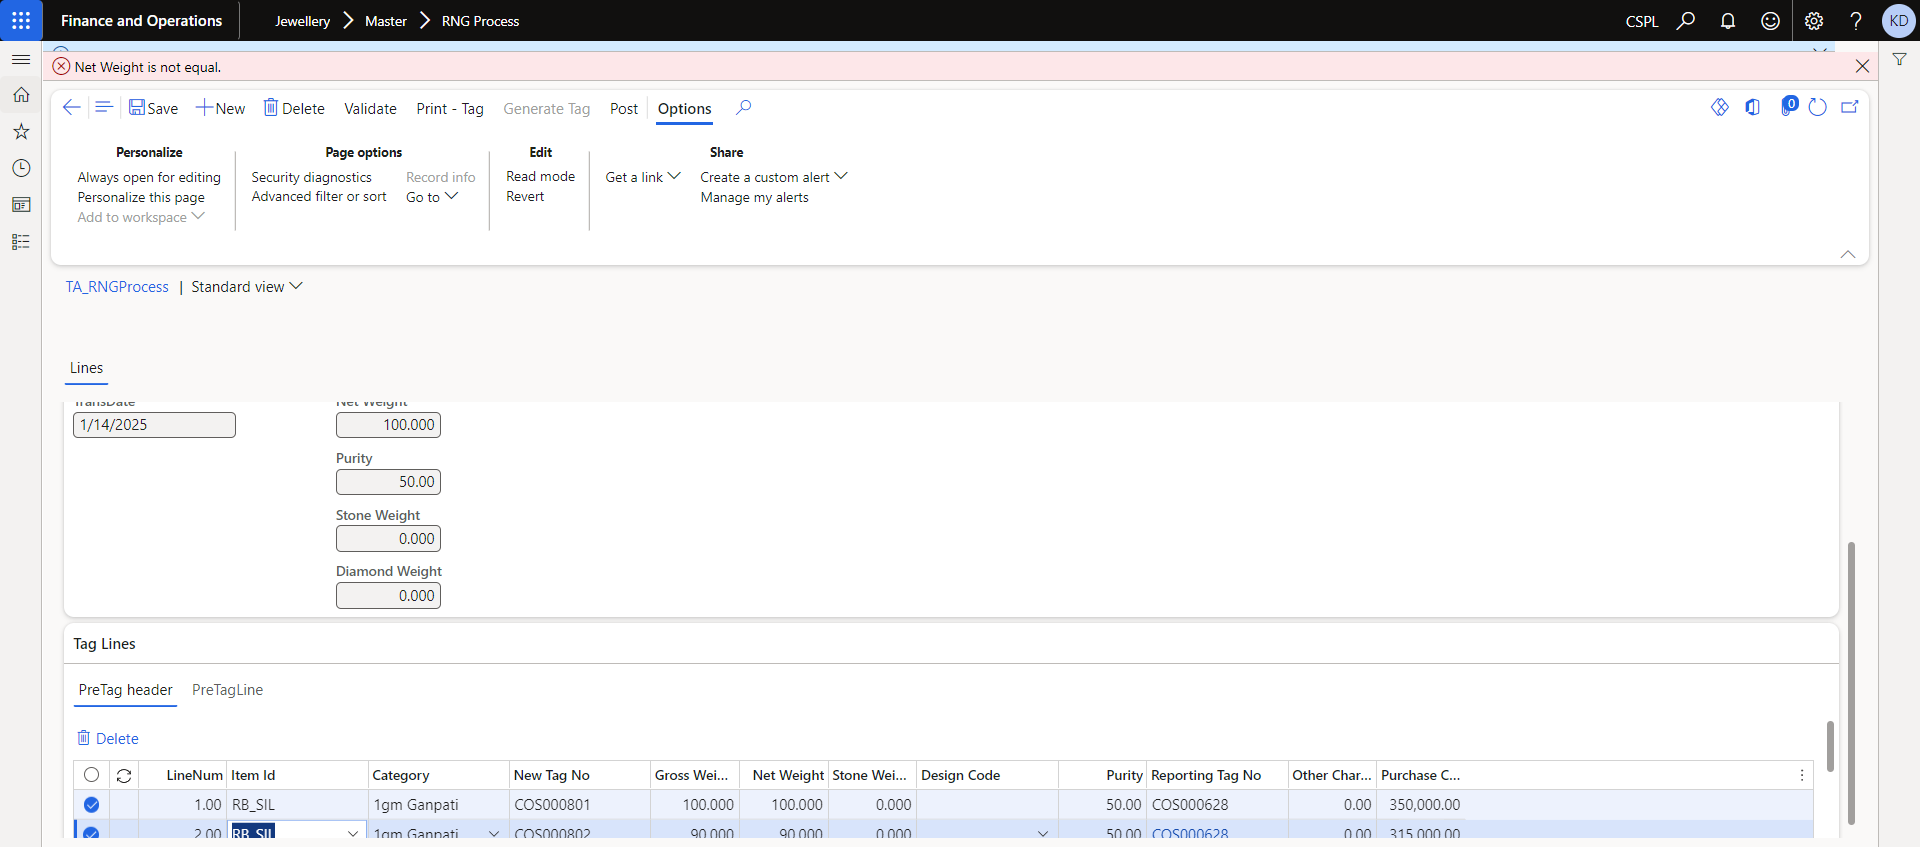 Finance and Operations Jewellery Master RNG Process CSPL KD
Net Weight is not equal.
Save New Delete Validate Print - Tag Generate Tag Post Options 0
Personalize Page options Edit Share
Always open for editing Security diagnostics Record info Read mode Get a link Create a custom alert
Personalize this page Advanced filter or sort Go to Revert Manage my alerts
Add to workspace
TA_RNGProcess | Standard view
Lines
TransDate Net Weight
1/14/2025 100.000
Purity
50.00
Stone Weight
0.000
Diamond Weight
0.000
Tag Lines
PreTag header PreTagLine
Delete
LineNum Item Id Category New Tag No Gross Wei... Net Weight Stone Wei... Design Code Purity Reporting Tag No Other Char... Purchase C...
1.00 RB_SIL 1gm Ganpati COS000801 100.000 100.000 0.000 50.00 COS000628 0.00 350,000.00
2.00 RB_SIL 1gm Ganpati COS000802 90.000 90.000 0.000 50.00 COS000628 0.00 315,000.00